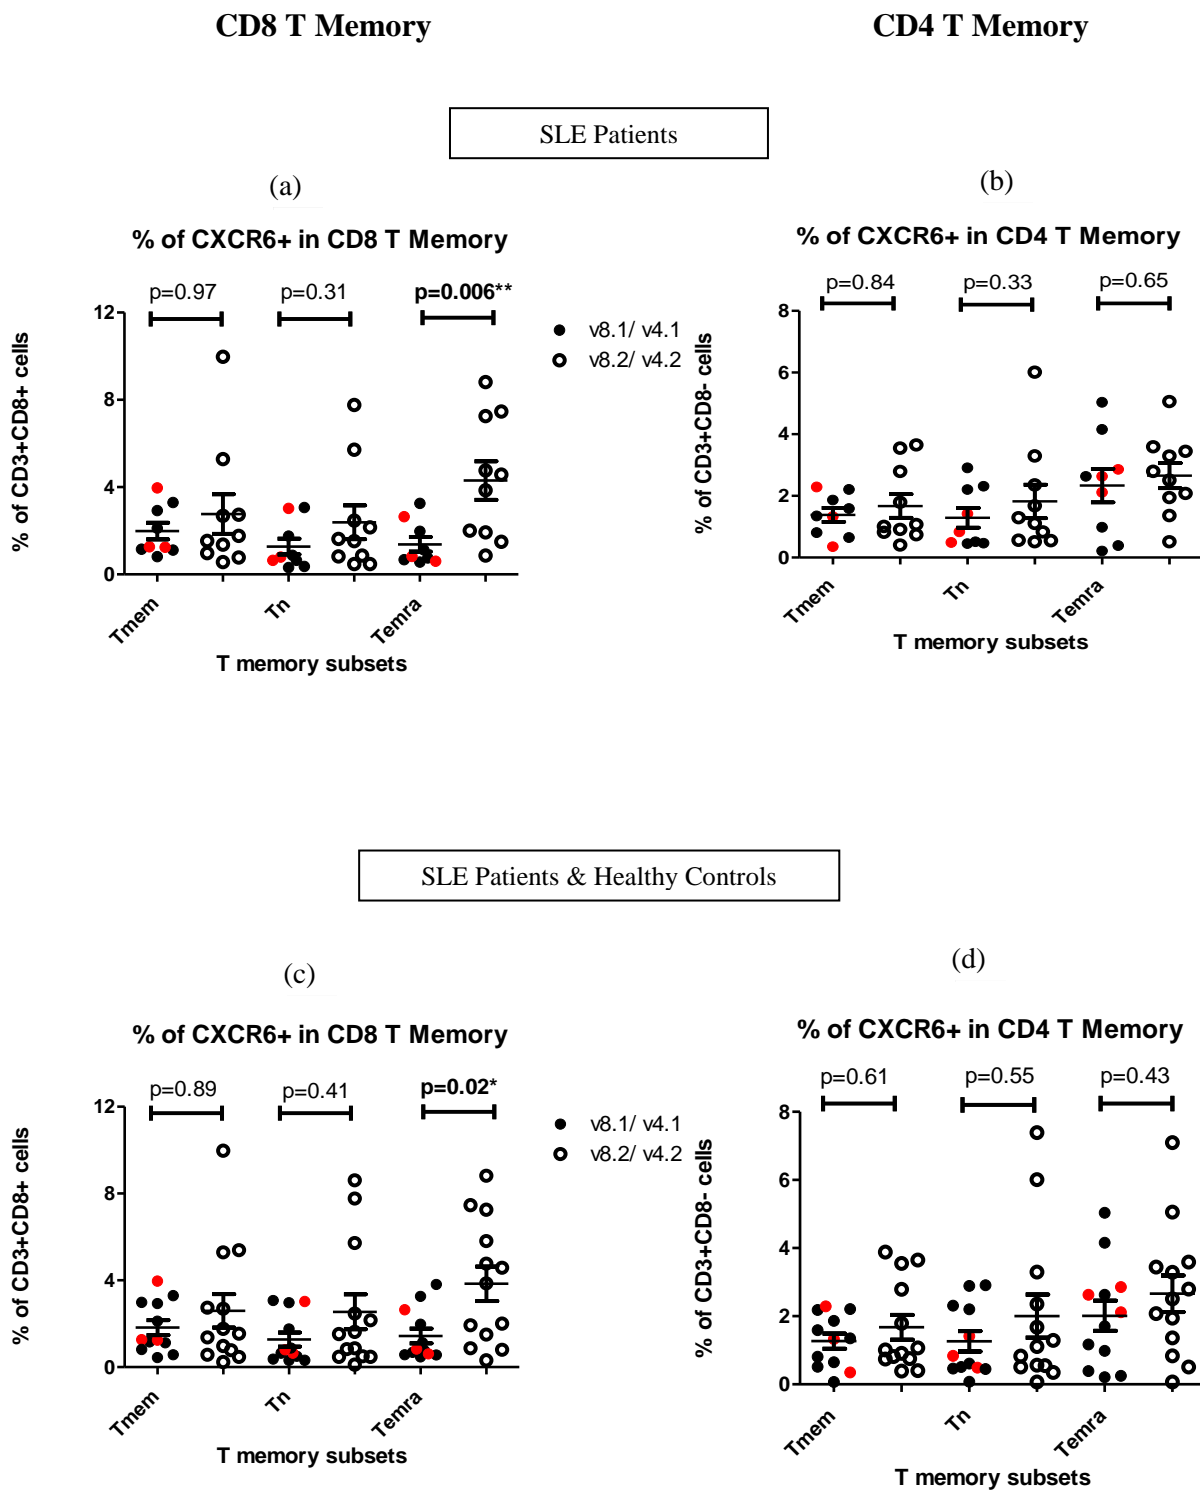 CD8 T Memory
CD4 T Memory
SLE Patients
(a)
% of CXCR6+ in CD8 T Memory
p=0.97
p=0.31
p=0.006**
% of CD3+CD8+ cells
12
8
4
0
Tmem
Tn
Temra
T memory subsets
v8.1/ v4.1
v8.2/ v4.2
(b)
% of CXCR6+ in CD4 T Memory
p=0.84
p=0.33
p=0.65
% of CD3+CD8- cells
8
6
4
2
0
Tmem
Tn
Temra
T memory subsets
SLE Patients & Healthy Controls
(c)
% of CXCR6+ in CD8 T Memory
p=0.89
p=0.41
p=0.02*
% of CD3+CD8+ cells
12
8
4
0
Tmem
Tn
Temra
T memory subsets
v8.1/ v4.1
v8.2/ v4.2
(d)
% of CXCR6+ in CD4 T Memory
p=0.61
p=0.55
p=0.43
% of CD3+CD8- cells
8
6
4
2
0
Tmem
Tn
Temra
T memory subsets